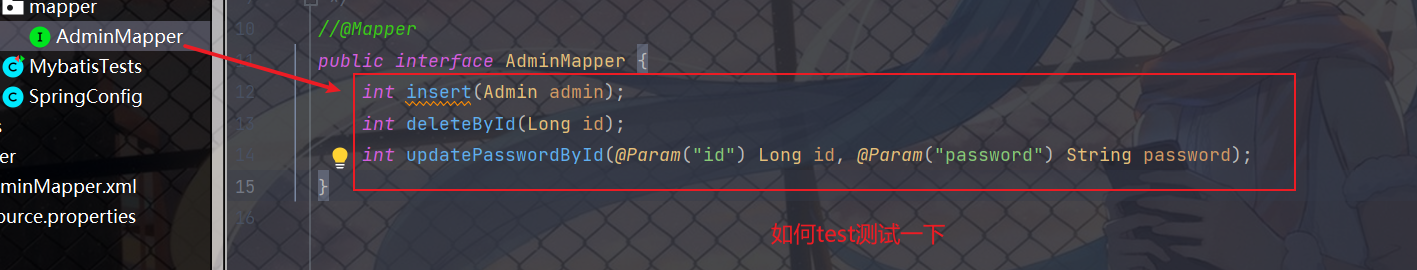 mapper
AdminMapper
MybatisTests
SpringConfig
minMapper.xml
ource.properties
10 //@Mapper
public interface AdminMapper {
12 int insert(Admin admin);
13 int deleteById(Long id);
14 int updatePasswordById(@Param("id") Long id, @Param("password") String password);
15 }
16
如何test测试一下